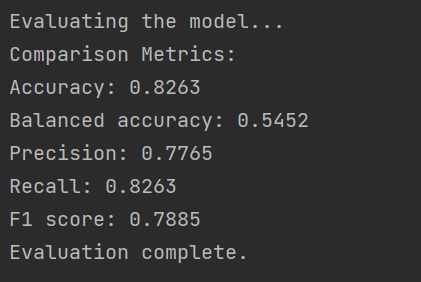 Evaluating the model...
Comparison Metrics:
Accuracy: 0.8263
Balanced accuracy: 0.5452
Precision: 0.7765
Recall: 0.8263
F1 score: 0.7885
Evaluation complete.